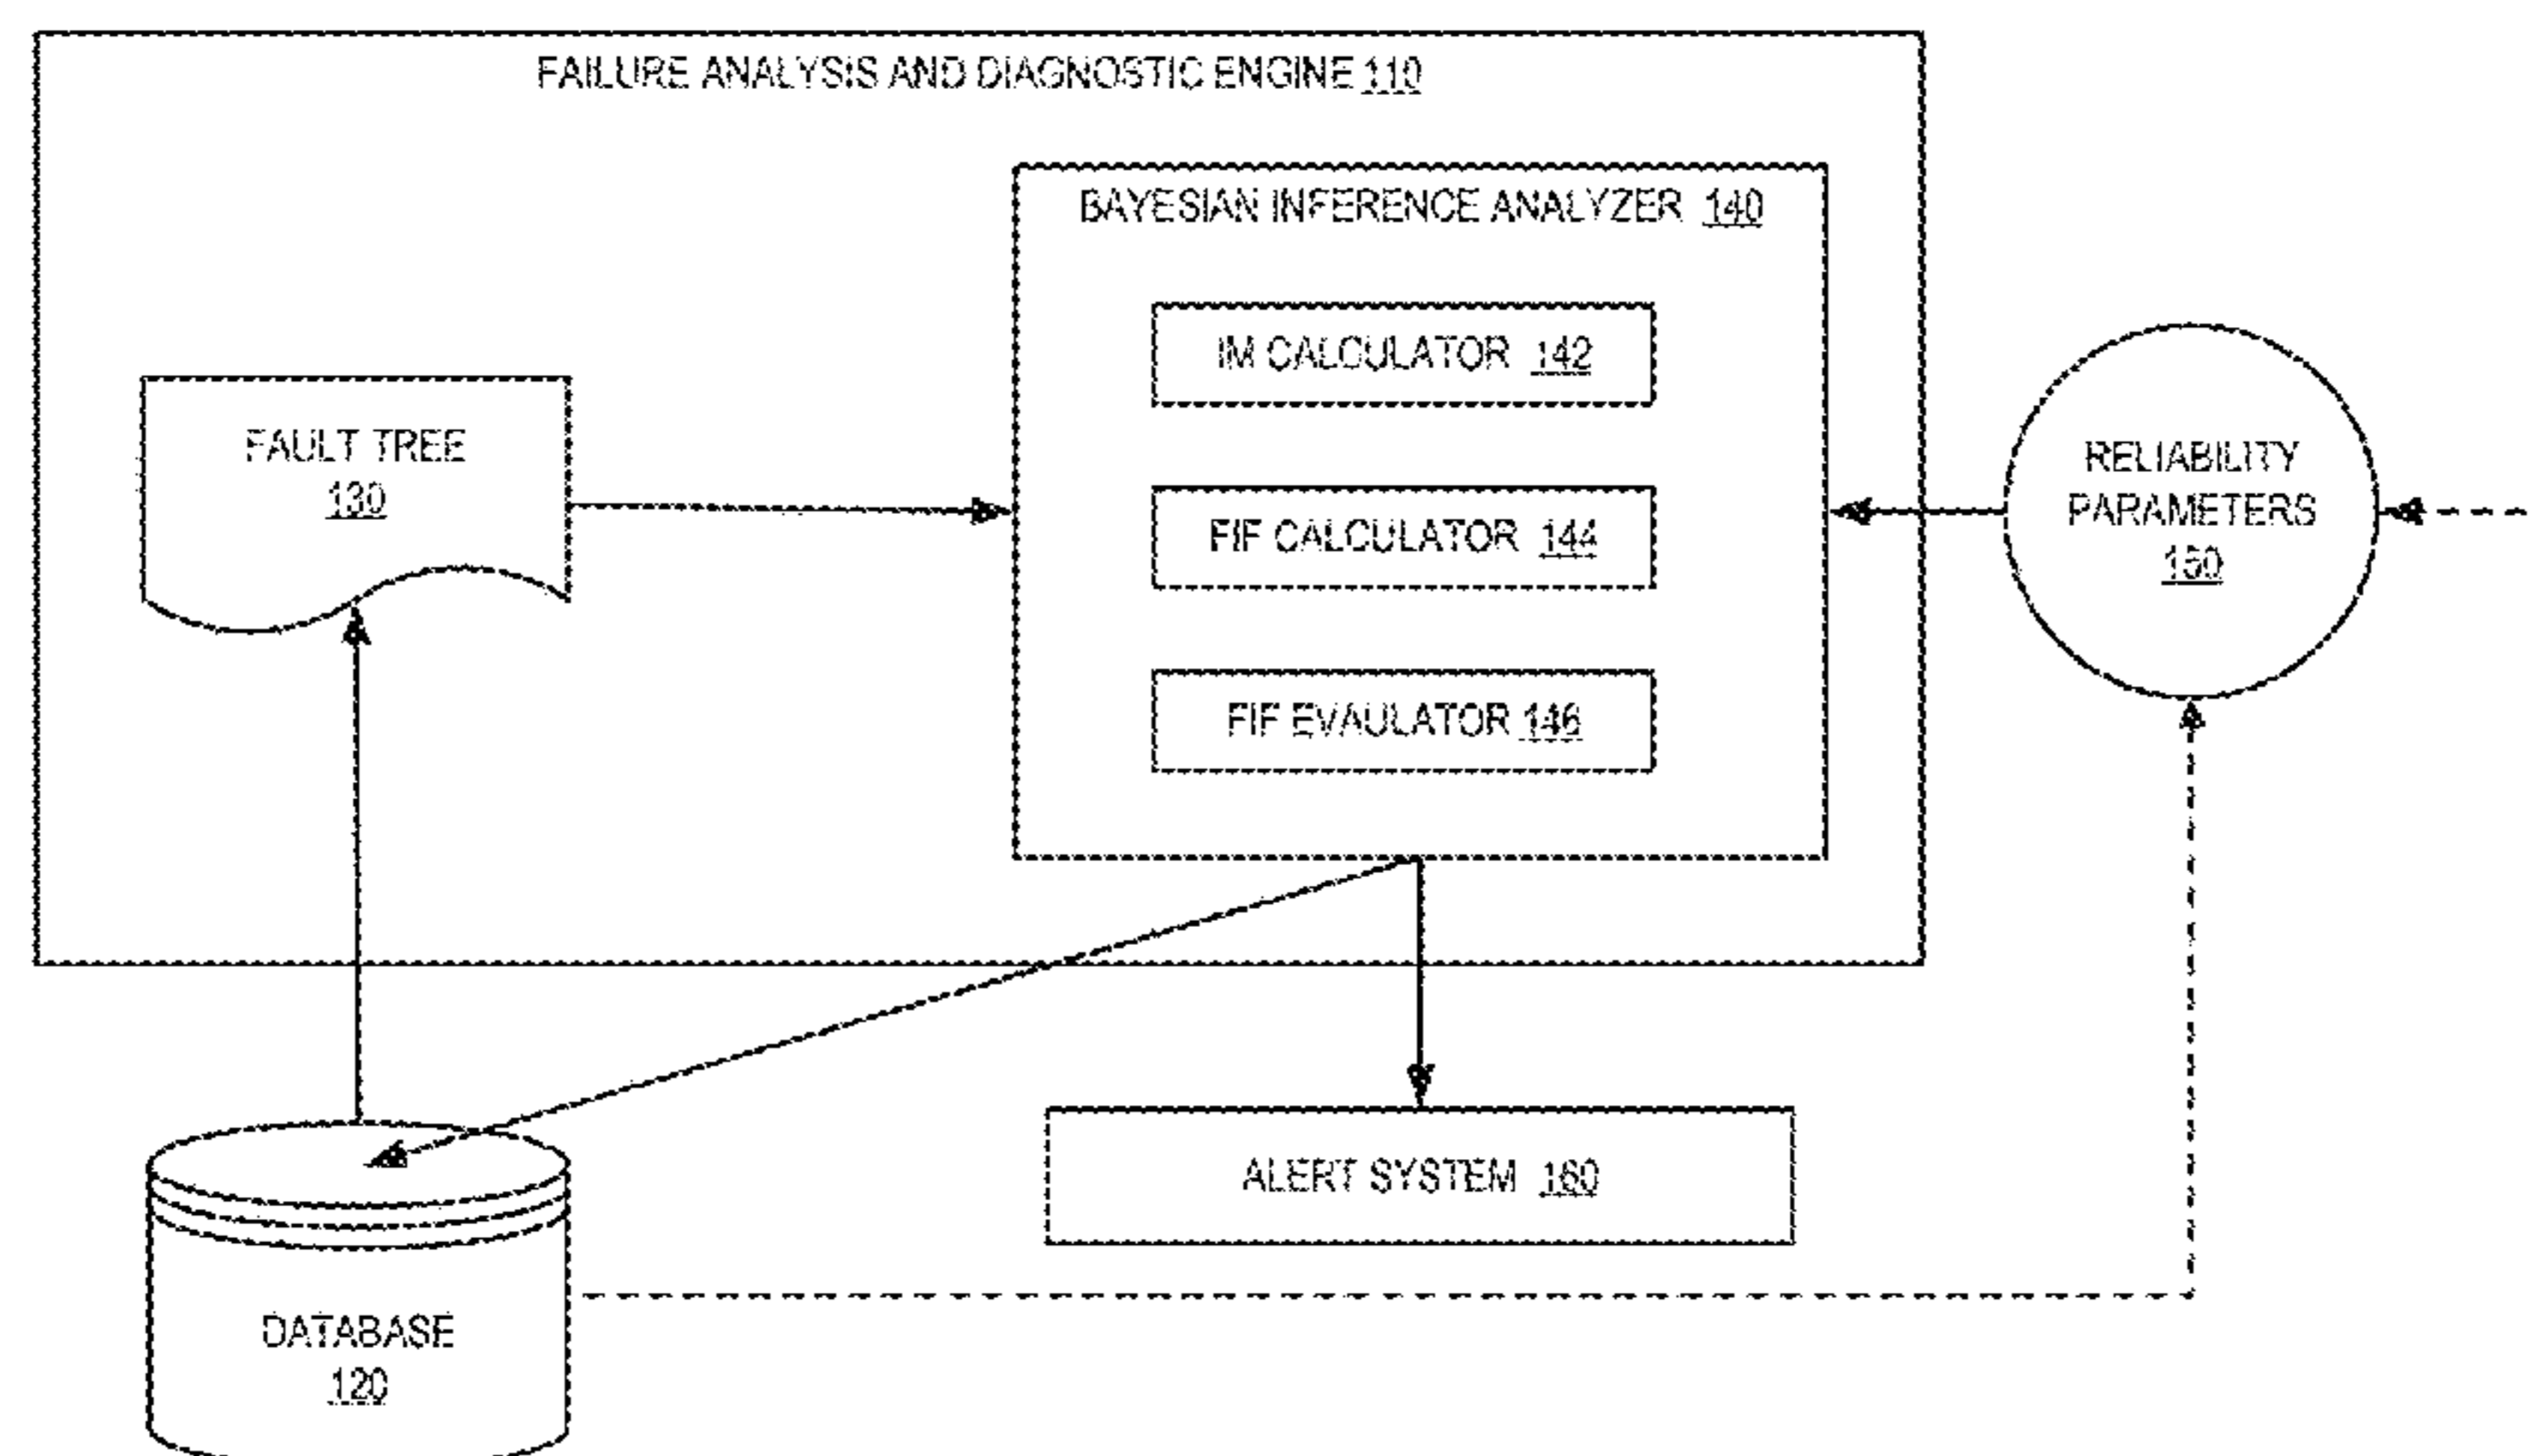 FAILURE ANALYSIS AND DIAGNOSTIC ENGINE 110
BAYESIAN INFERENCE ANALYZER 140
IM CALCULATOR 142
FAULT TREE
130
FIF CALCULATOR 144
RELIABILITY
PARAMETERS
150
FIF EVAULATOR 146
ALERT SYSTEM 160
DATABASE
120